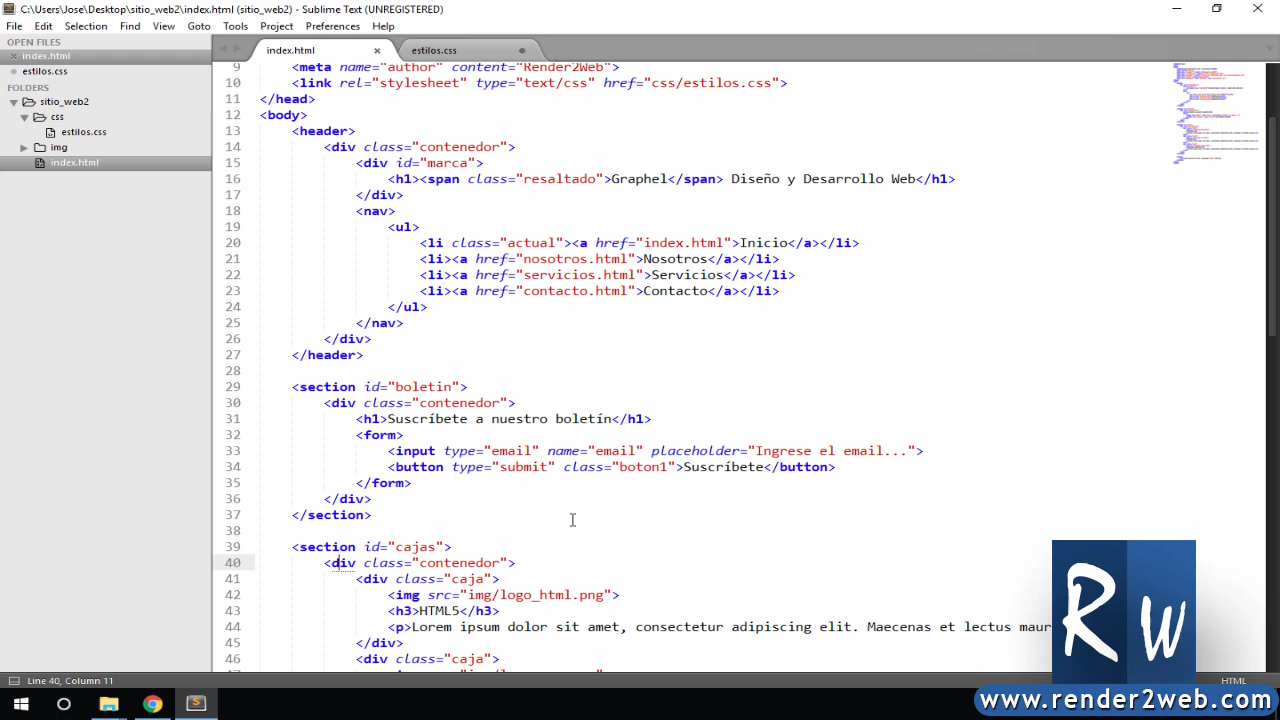 C:\Users\Jose\Desktop\sitio_web2\index.html (sitio_web2) - Sublime Text (UNREGISTERED)
File Edit Selection Find View Goto Tools Project Preferences Help
OPEN FILES
index.html
estilos.css
FOLDERS
sitio_web2
css
estilos.css
img
index.html
index.html estilos.css
9 <meta name="author" content="Render2Web">
10 <link rel="stylesheet" type="text/css" href="css/estilos.css">
11 </head>
12 <body>
13 <header>
14 <div class="contenedor">
15 <div id="marca">
16 <h1><span class="resaltado">Graphel</span> Diseño y Desarrollo Web</h1>
17 </div>
18 <nav>
19 <ul>
20 <li class="actual"><a href="index.html">Inicio</a></li>
21 <li><a href="nosotros.html">Nosotros</a></li>
22 <li><a href="servicios.html">Servicios</a></li>
23 <li><a href="contacto.html">Contacto</a></li>
24 </ul>
25 </nav>
26 </div>
27 </header>
28
29 <section id="boletin">
30 <div class="contenedor">
31 <h1>Suscríbete a nuestro boletín</h1>
32 <form>
33 <input type="email" name="email" placeholder="Ingrese el email...">
34 <button type="submit" class="boton1">Suscríbete</button>
35 </form>
36 </div>
37 </section>
38
39 <section id="cajas">
40 <div class="contenedor">
41 <div class="caja">
42 <img src="img/logo_html.png">
43 <h3>HTML5</h3>
44 <p>Lorem ipsum dolor sit amet, consectetur adipiscing elit. Maecenas et lectus maur
45 </div>
46 <div class="caja">
Line 40, Column 11
HTML
RW
www.render2web.com